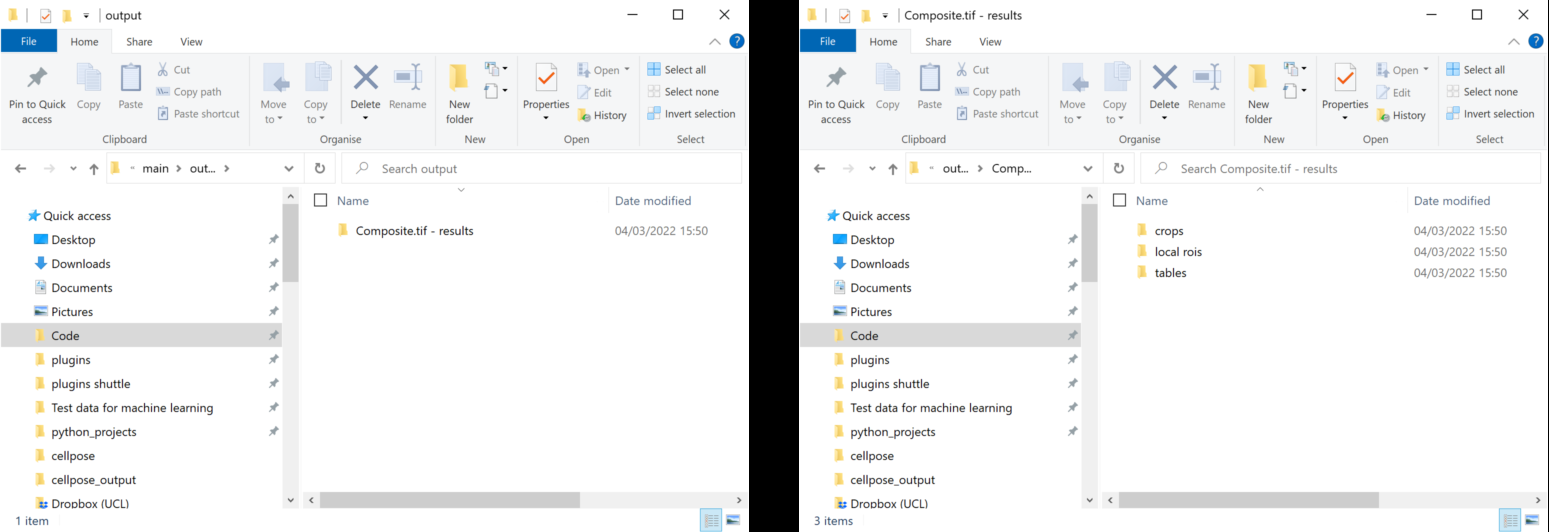 output
File Home Share View
Pin to Quick access
Copy
Paste
Cut
Copy path
Paste shortcut
Clipboard
Move to
Copy to
Delete
Rename
Organise
New folder
New
Properties
Open
Edit
History
Open
Select all
Select none
Invert selection
Select
main > out... >
Search output
Quick access
Desktop
Downloads
Documents
Pictures
Code
plugins
plugins shuttle
Test data for machine learning
python_projects
cellpose
cellpose_output
Dropbox (UCL)
Name Date modified
Composite.tif - results 04/03/2022 15:50
1 item
Composite.tif - results
File Home Share View
Pin to Quick access
Copy
Paste
Cut
Copy path
Paste shortcut
Clipboard
Move to
Copy to
Delete
Rename
Organise
New folder
New
Properties
Open
Edit
History
Open
Select all
Select none
Invert selection
Select
out... > Comp...
Search Composite.tif - results
Quick access
Desktop
Downloads
Documents
Pictures
Code
plugins
plugins shuttle
Test data for machine learning
python_projects
cellpose
cellpose_output
Dropbox (UCL)
Name Date modified
crops 04/03/2022 15:50
local rois 04/03/2022 15:50
tables 04/03/2022 15:50
3 items